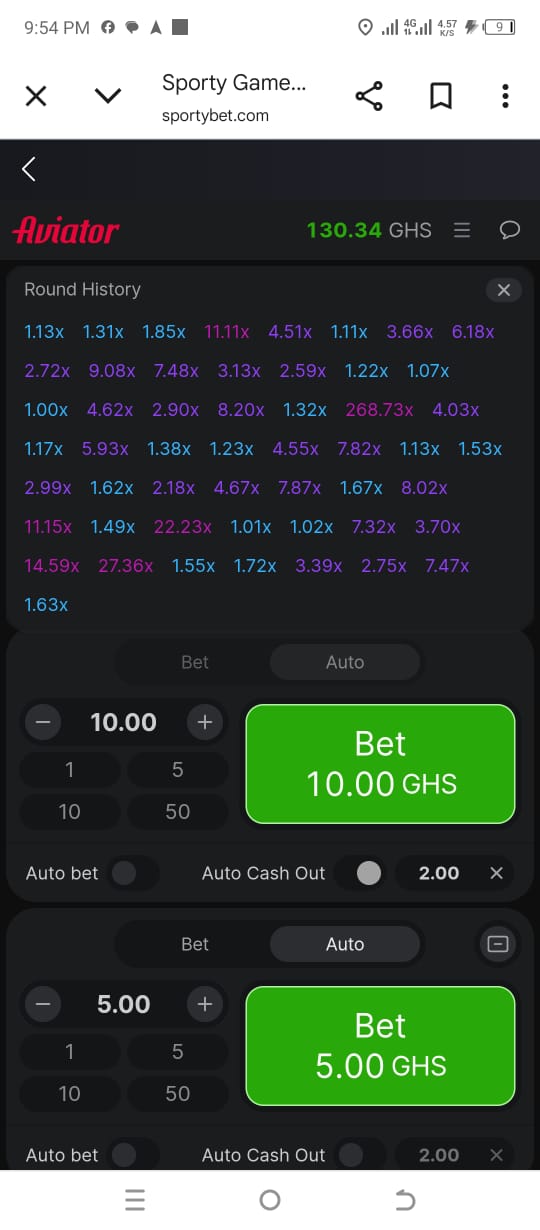 9:54 PM 4G 4.57 K/S 9
Sporty Game...
sportybet.com
Aviator 130.34 GHS
Round History
1.13x 1.31x 1.85x 11.11x 4.51x 1.11x 3.66x 6.18x
2.72x 9.08x 7.48x 3.13x 2.59x 1.22x 1.07x
1.00x 4.62x 2.90x 8.20x 1.32x 268.73x 4.03x
1.17x 5.93x 1.38x 1.23x 4.55x 7.82x 1.13x 1.53x
2.99x 1.62x 2.18x 4.67x 7.87x 1.67x 8.02x
11.15x 1.49x 22.23x 1.01x 1.02x 7.32x 3.70x
14.59x 27.36x 1.55x 1.72x 3.39x 2.75x 7.47x
1.63x
Bet Auto
10.00
1 5
10 50
Bet
10.00 GHS
Auto bet Auto Cash Out 2.00
Bet Auto
5.00
1 5
10 50
Bet
5.00 GHS
Auto bet Auto Cash Out 2.00